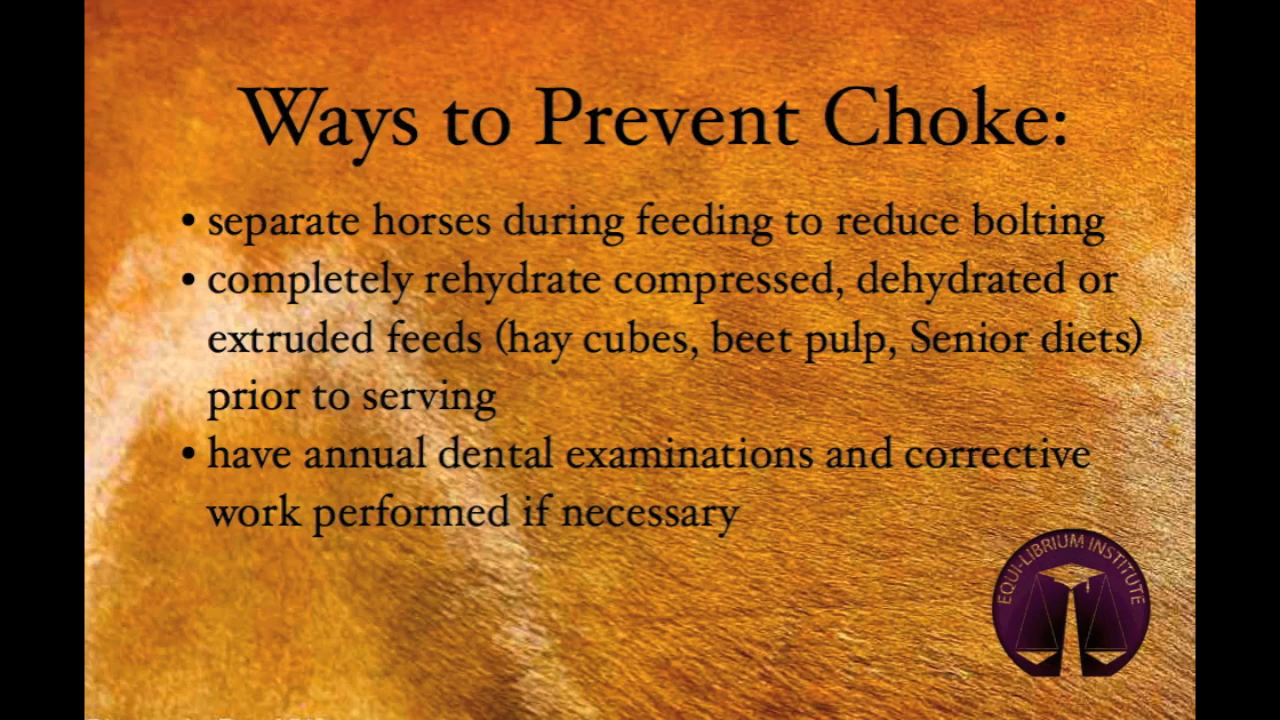 Ways to Prevent Choke:
• separate horses during feeding to reduce bolting
• completely rehydrate compressed, dehydrated or
extruded feeds (hay cubes, beet pulp, Senior diets)
prior to serving
• have annual dental examinations and corrective
work performed if necessary
EQUI-LIBRIUM INSTITUTE